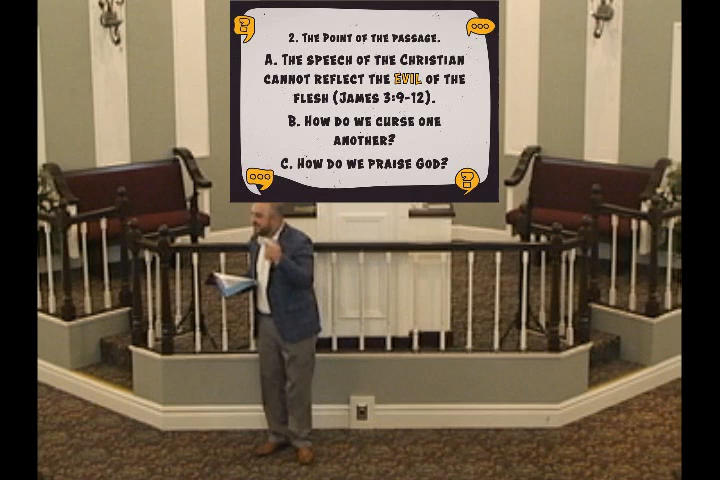 2. The Point of the passage.
A. The speech of the Christian
cannot reflect the evil of the
flesh (James 3:9-12).
B. How do we curse one
another?
C. How do we praise God?